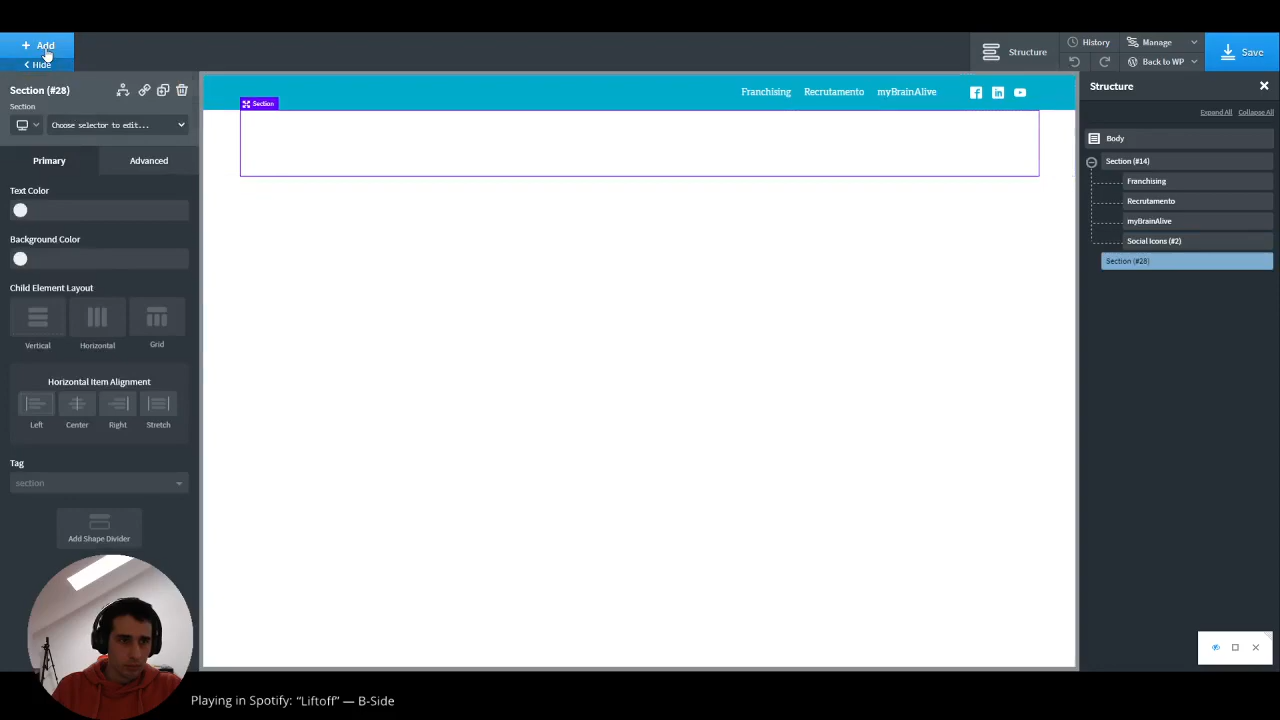 + Add
< Hide
Structure
History
Manage
Back to WP
Save
Section (#28)
Section
Choose selector to edit...
Primary
Advanced
Text Color
Background Color
Child Element Layout
Vertical
Horizontal
Grid
Horizontal Item Alignment
Left
Center
Right
Stretch
Tag
section
Add Shape Divider
Franchising
Recrutamento
myBrainAlive
Section
Structure
Expand All
Collapse All
Body
Section (#14)
Franchising
Recrutamento
myBrainAlive
Social Icons (#2)
Section (#28)
Playing in Spotify: “Liftoff” — B-Side